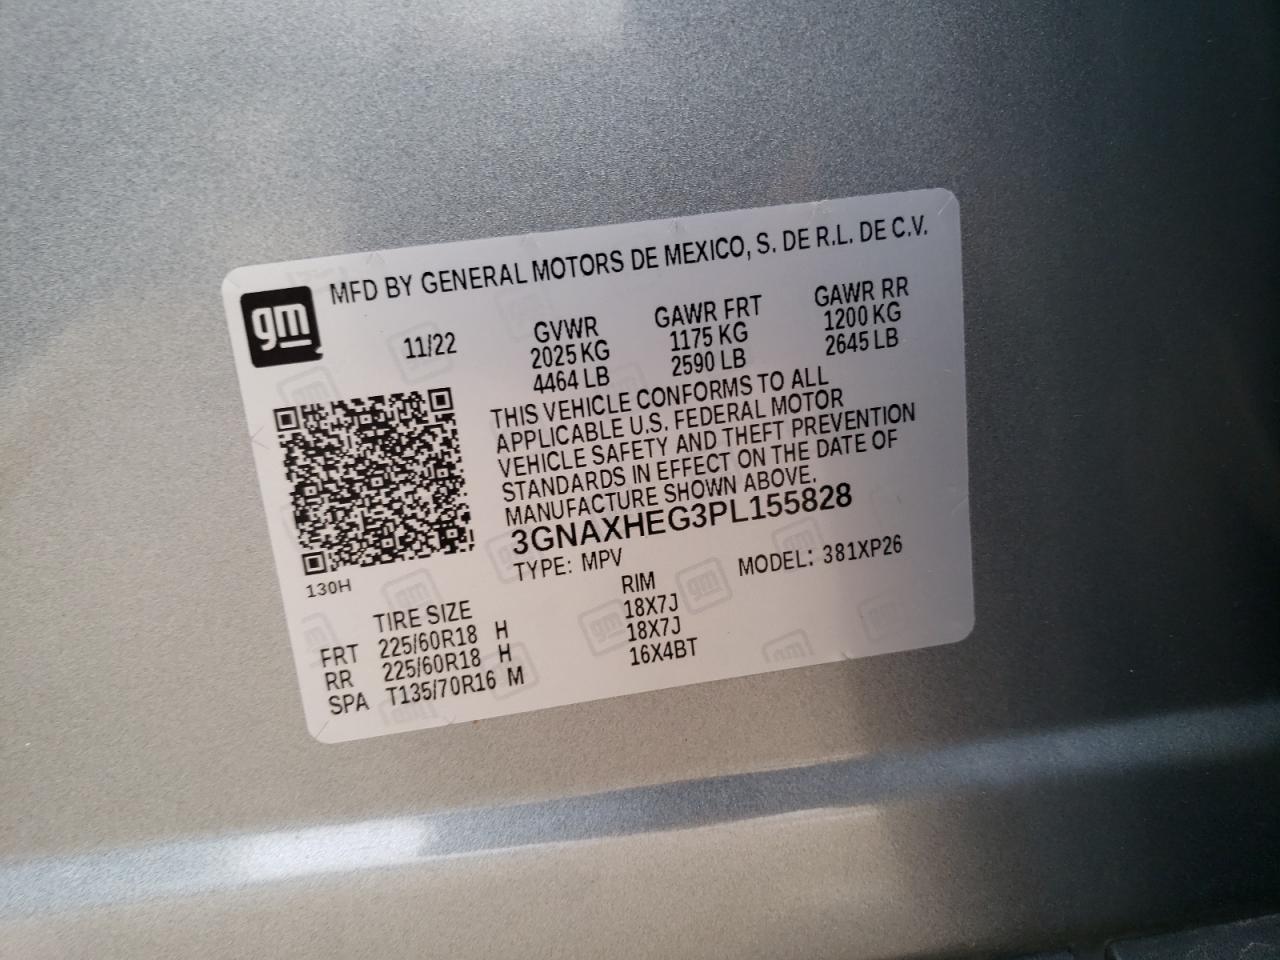 gm
MFD BY GENERAL MOTORS DE MEXICO, S. DE R.L. DE C.V.
11/22
GVWR GAWR FRT GAWR RR
2025 KG 1175 KG 1200 KG
4464 LB 2590 LB 2645 LB
THIS VEHICLE CONFORMS TO ALL
APPLICABLE U.S. FEDERAL MOTOR
VEHICLE SAFETY AND THEFT PREVENTION
STANDARDS IN EFFECT ON THE DATE OF
MANUFACTURE SHOWN ABOVE.
3GNAXHEG3PL155828
TYPE: MPV MODEL: 381XP26
130H
TIRE SIZE RIM
FRT 225/60R18 H 18X7J
RR 225/60R18 H 18X7J
SPA T135/70R16 M 16X4BT